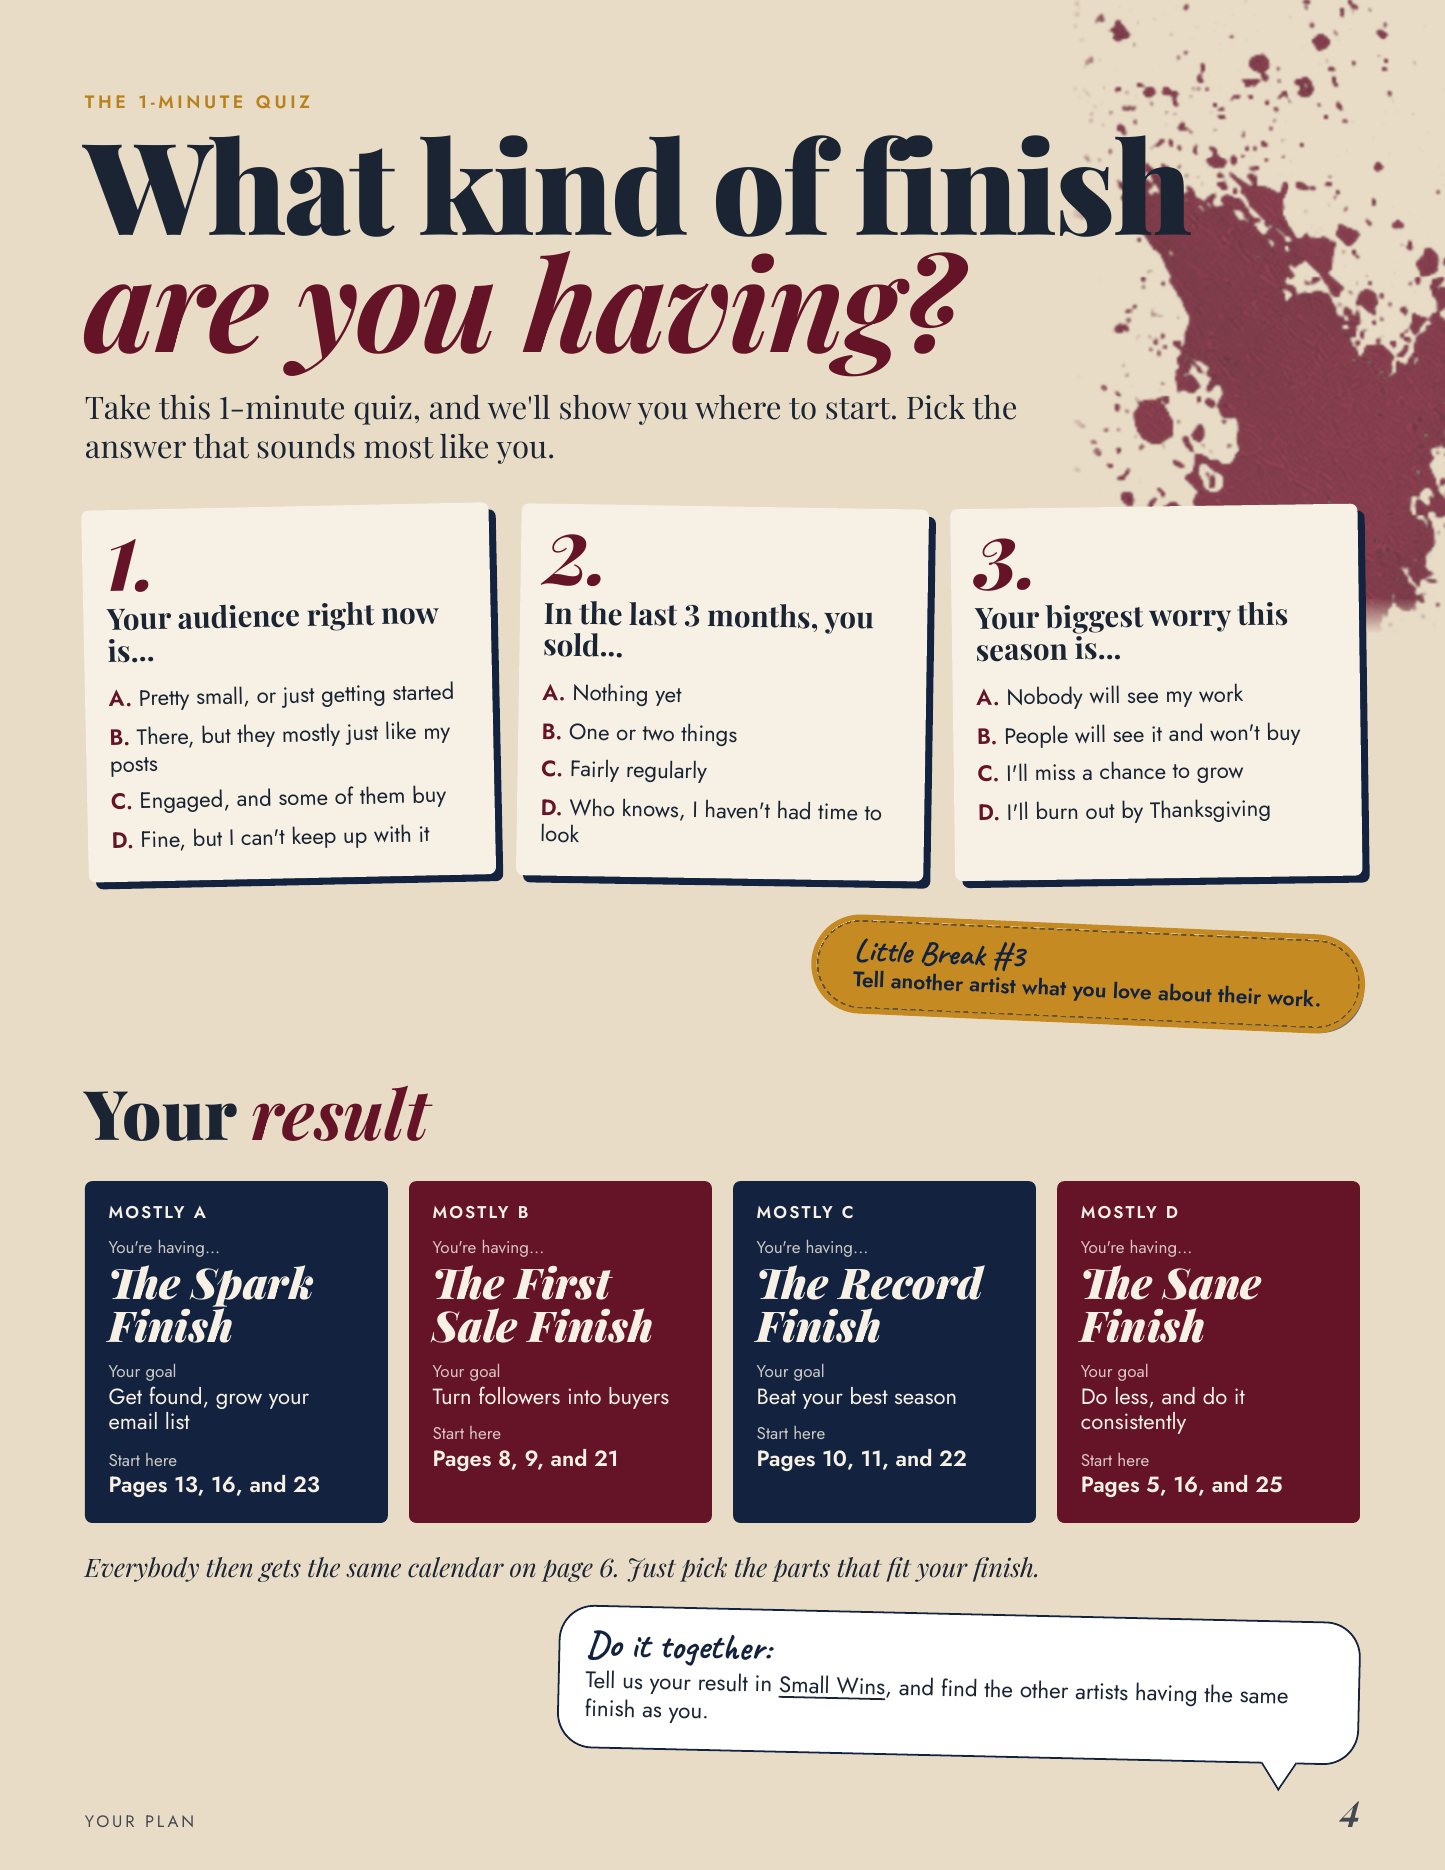 THE 1-MINUTE QUIZ
What kind of finish
are you having?
Take this 1-minute quiz, and we'll show you where to start. Pick the
answer that sounds most like you.
1.
Your audience right now
is...
A. Pretty small, or just getting started
B. There, but they mostly just like my
posts
C. Engaged, and some of them buy
D. Fine, but I can't keep up with it
2.
In the last 3 months, you
sold...
A. Nothing yet
B. One or two things
C. Fairly regularly
D. Who knows, I haven't had time to
look
3.
Your biggest worry this
season is...
A. Nobody will see my work
B. People will see it and won't buy
C. I'll miss a chance to grow
D. I'll burn out by Thanksgiving
Little Break #3
Tell another artist what you love about their work.
Your result
MOSTLY A
You're having...
The Spark
Finish
Your goal
Get found, grow your
email list
Start here
Pages 13, 16, and 23
MOSTLY B
You're having...
The First
Sale Finish
Your goal
Turn followers into buyers
Start here
Pages 8, 9, and 21
MOSTLY C
You're having...
The Record
Finish
Your goal
Beat your best season
Start here
Pages 10, 11, and 22
MOSTLY D
You're having...
The Sane
Finish
Your goal
Do less, and do it
consistently
Start here
Pages 5, 16, and 25
Everybody then gets the same calendar on page 6. Just pick the parts that fit your finish.
Do it together:
Tell us your result in Small Wins, and find the other artists having the same
finish as you.
YOUR PLAN
4